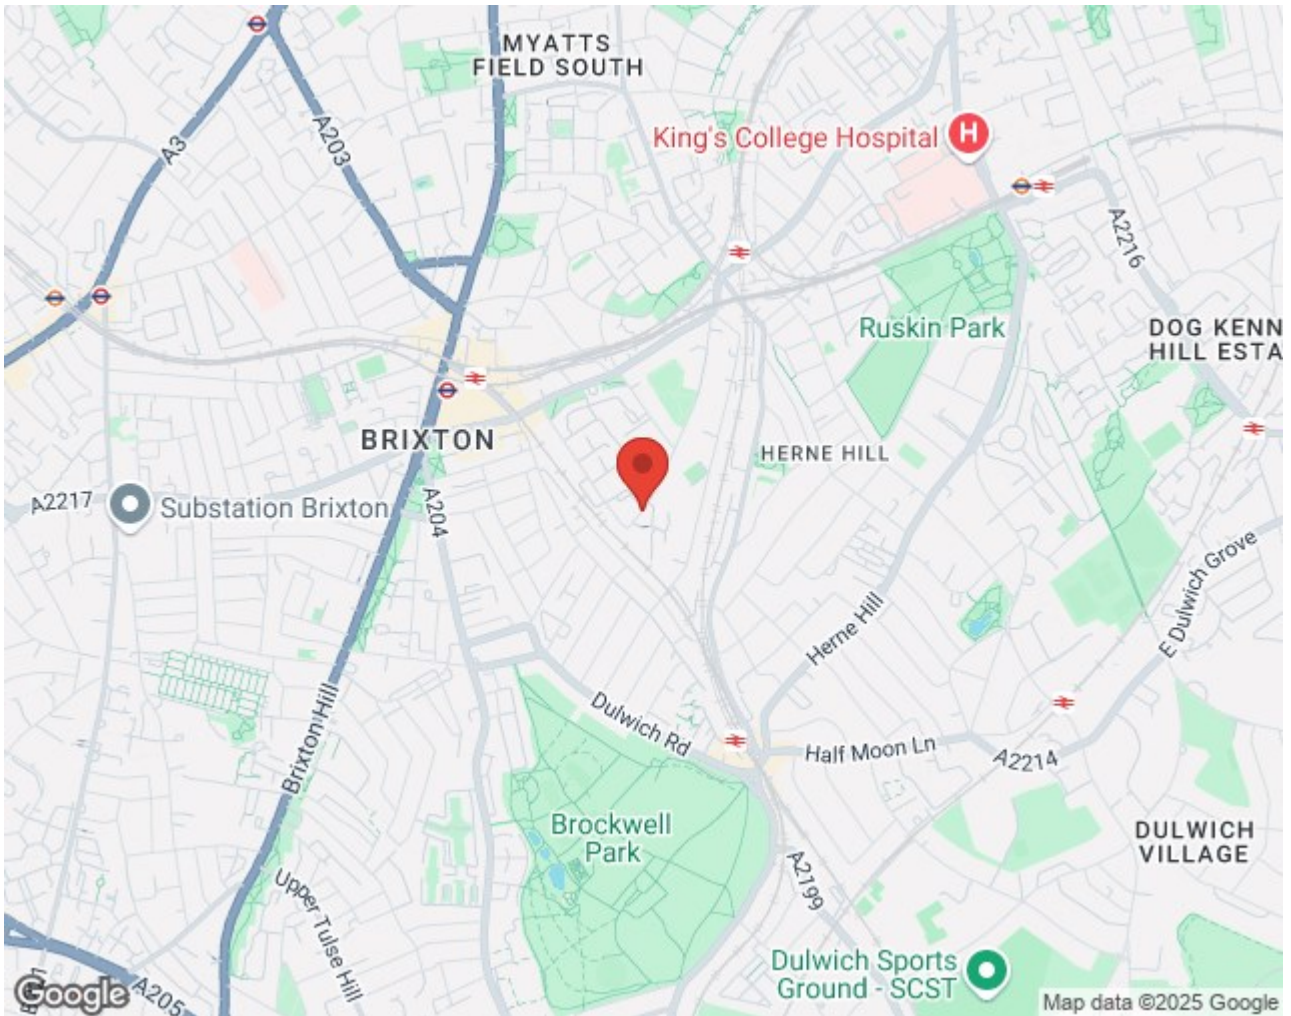 MYATTS
FIELD SOUTH
A3
A203
King's College Hospital
H
A2216
Ruskin Park
DOG KENN
HILL ESTA
BRIXTON
HERNE HILL
A2217
Substation Brixton
A204
E Dulwich Grove
Herne Hill
Brixton Hill
Dulwich Rd
Half Moon Ln
A2214
Brockwell
Park
DULWICH
VILLAGE
A2199
Upper Tulse Hill
Dulwich Sports
Ground - SCST
A205
Google
Map data ©2025 Google